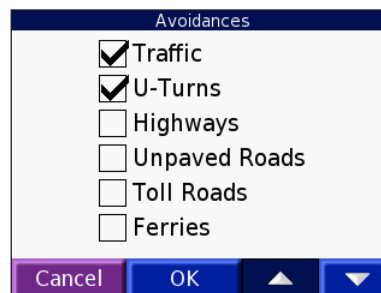 Avoidances
Traffic
U-Turns
Highways
Unpaved Roads
Toll Roads
Ferries
Cancel OK